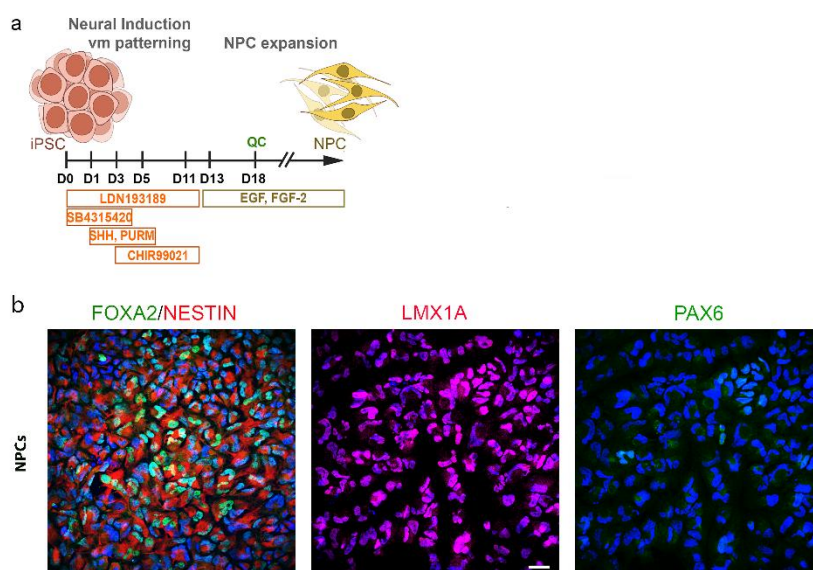 a
Neural Induction
vm patterning
NPC expansion
iPSC
QC
NPC
D0 D1 D3 D5 D11 D13 D18
LDN193189
EGF, FGF-2
SB4315420
SHH, PURM
CHIR99021
b
FOXA2/NESTIN
LMX1A
PAX6
NPCs